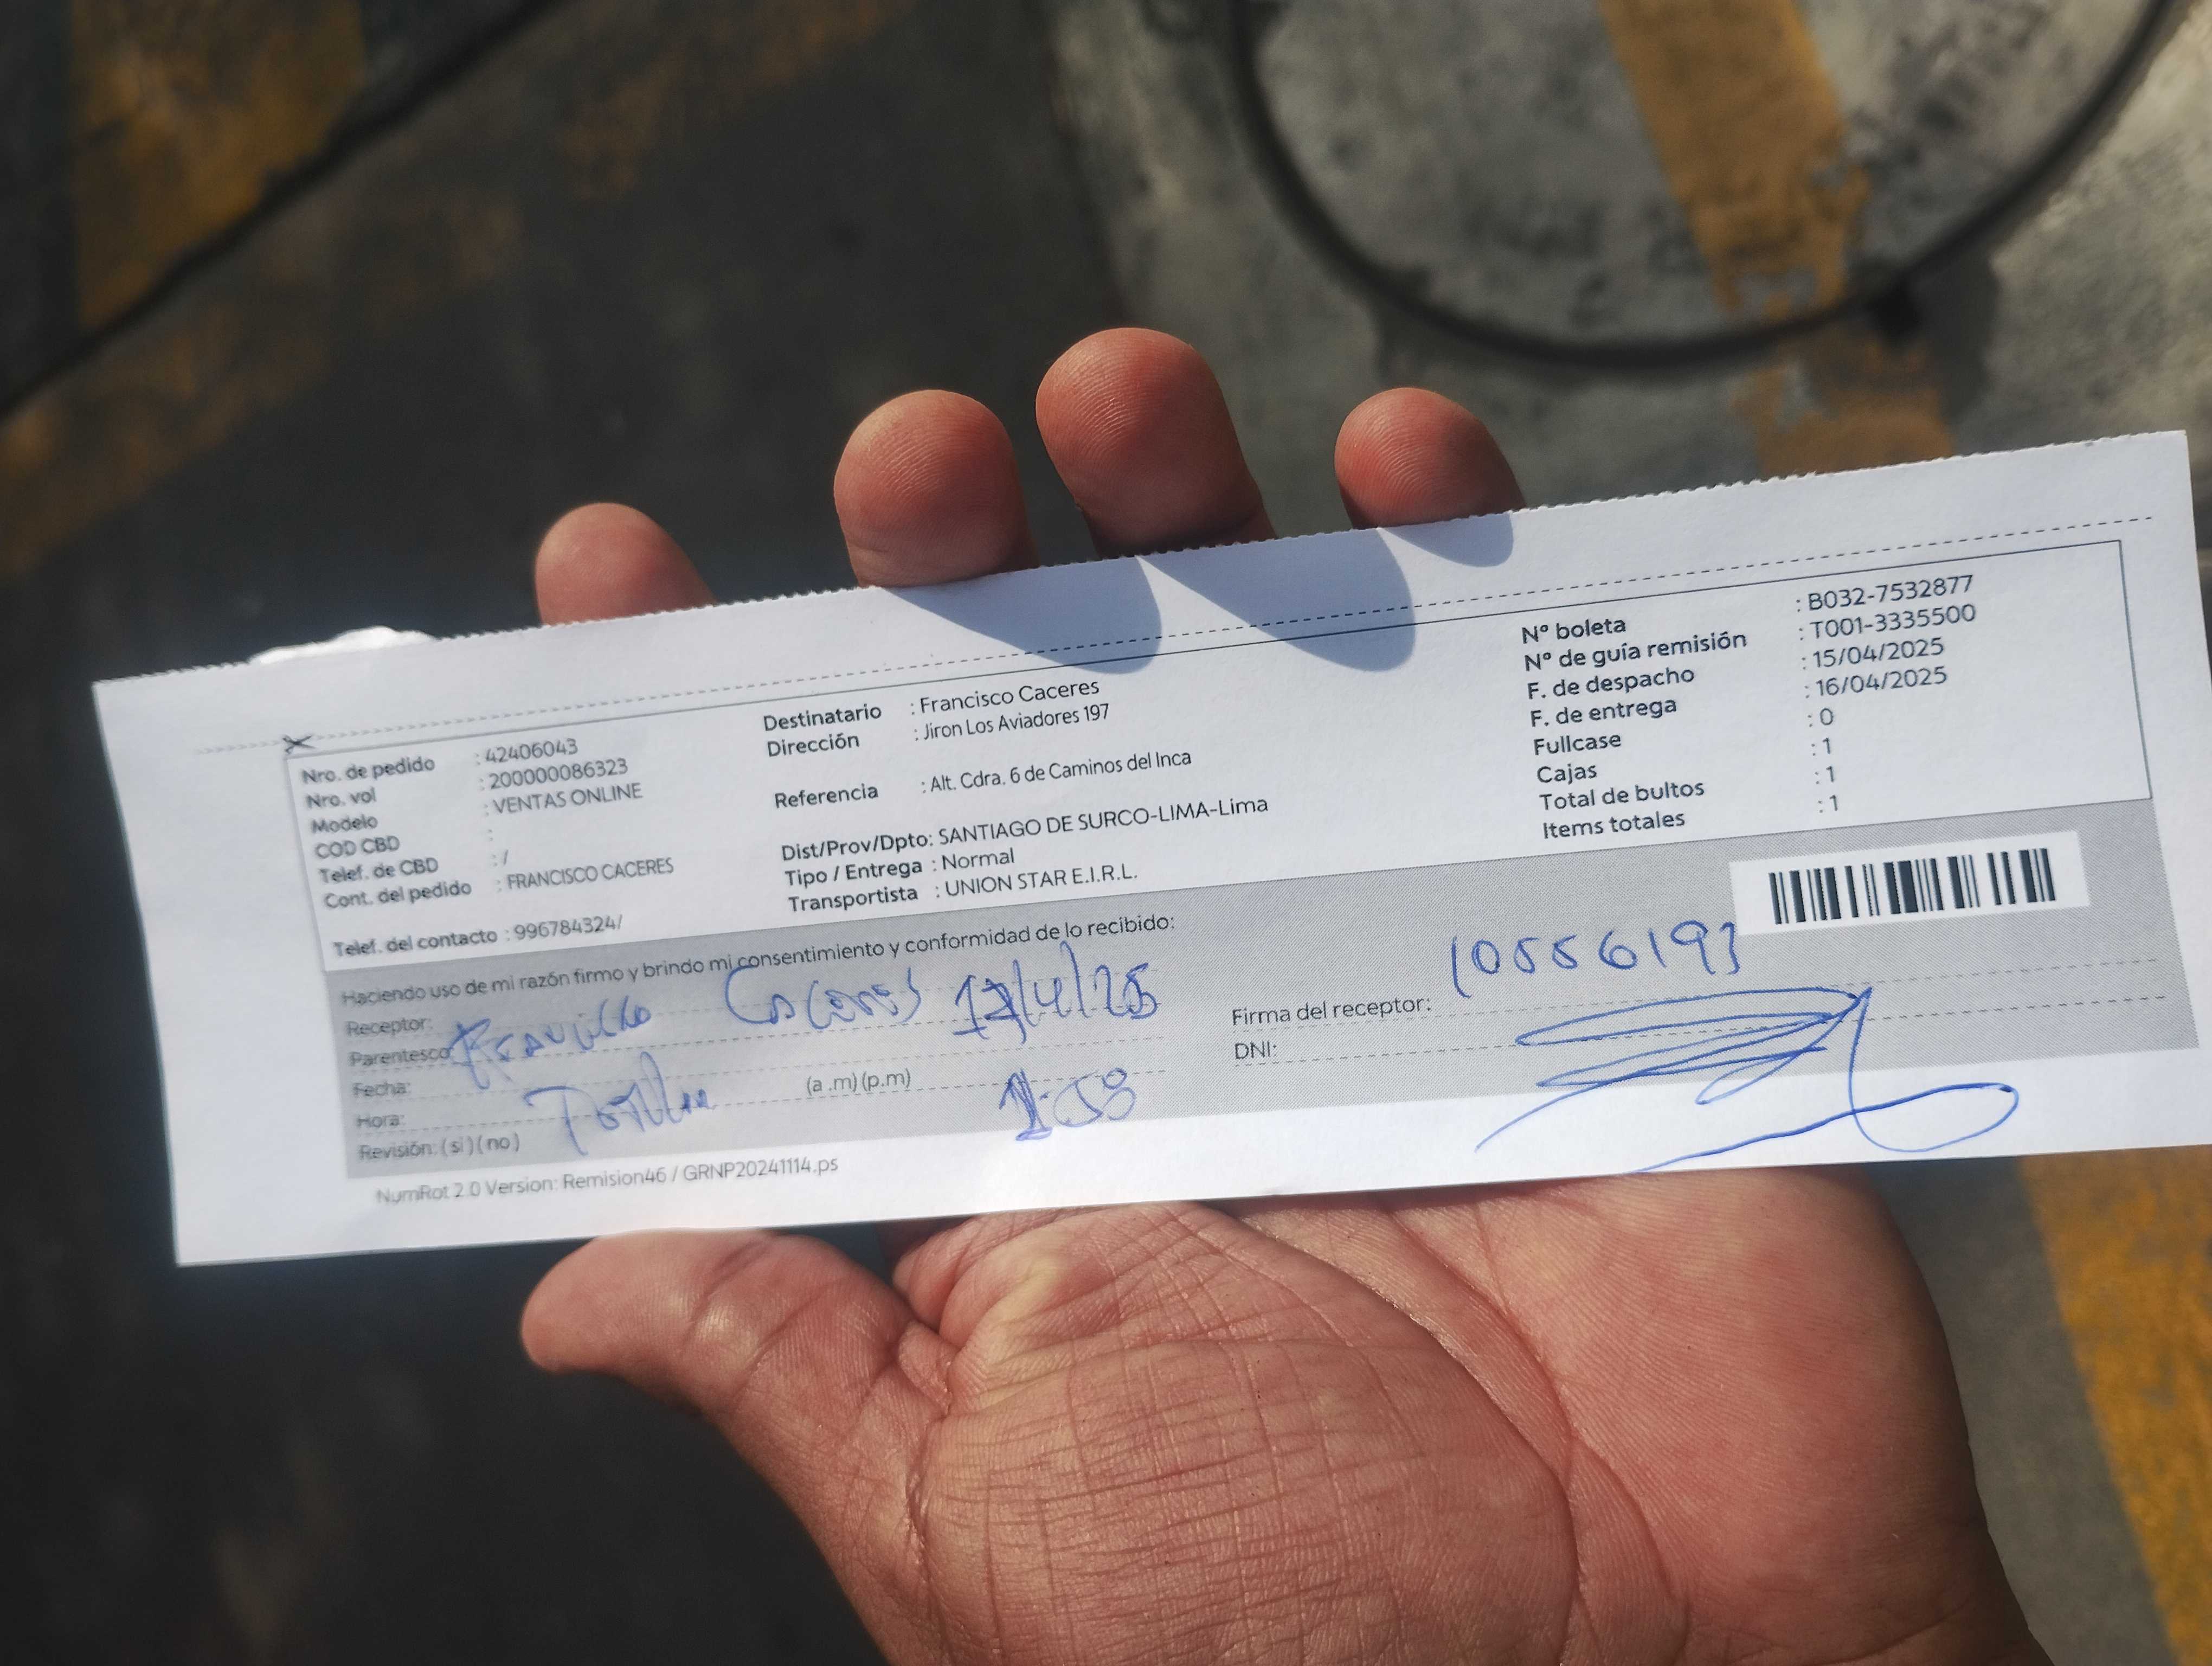 Nro. de pedido : 42406043
Nro. vol : 200000086323
Modelo : VENTAS ONLINE
COD CBD :
Telef. de CBD : /
Cont. del pedido : FRANCISCO CACERES
Telef. del contacto : 996784324/
Destinatario : Francisco Caceres
Dirección : Jiron Los Aviadores 197
Referencia : Alt. Cdra. 6 de Caminos del Inca
Dist/Prov/Dpto: SANTIAGO DE SURCO-LIMA-Lima
Tipo / Entrega : Normal
Transportista : UNION STAR E.I.R.L.
Nº boleta : B032-7532877
Nº de guía remisión : T001-3335500
F. de despacho : 15/04/2025
F. de entrega : 16/04/2025
Fullcase : 0
Cajas : 1
Total de bultos : 1
Items totales : 1
Haciendo uso de mi razón firmo y brindo mi consentimiento y conformidad de lo recibido:
Receptor:
Parentesco:
Fecha:
Hora: (a .m) (p.m)
Revisión: ( si ) ( no )
Firma del receptor:
DNI:
NumRot 2.0 Version: Remision46 / GRNP20241114.ps